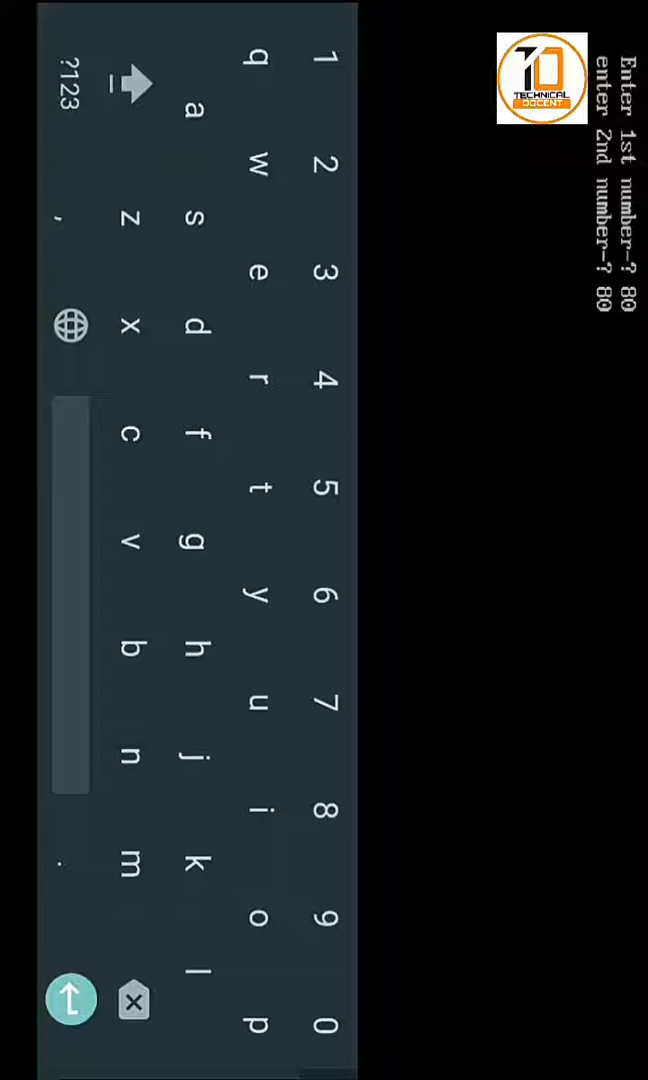 Enter 1st number-? 80
enter 2nd number-? 80
TECHNICAL
DOCENT
1 2 3 4 5 6 7 8 9 0
q w e r t y u i o p
a s d f g h j k l
z x c v b n m
?123 , .